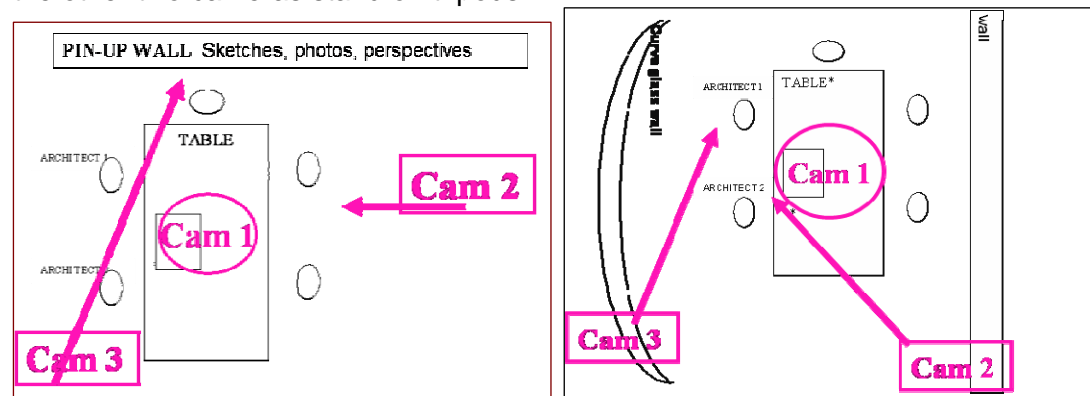 PIN-UP WALL Sketches, photos, perspectives
TABLE
ARCHITECT 1
Cam 2
Cam 1
ARCHITECT
Cam 3
Curve glass wall
wall
ARCHITECT 1
TABLE*
Cam 1
ARCHITECT 2
*
Cam 3
Cam 2